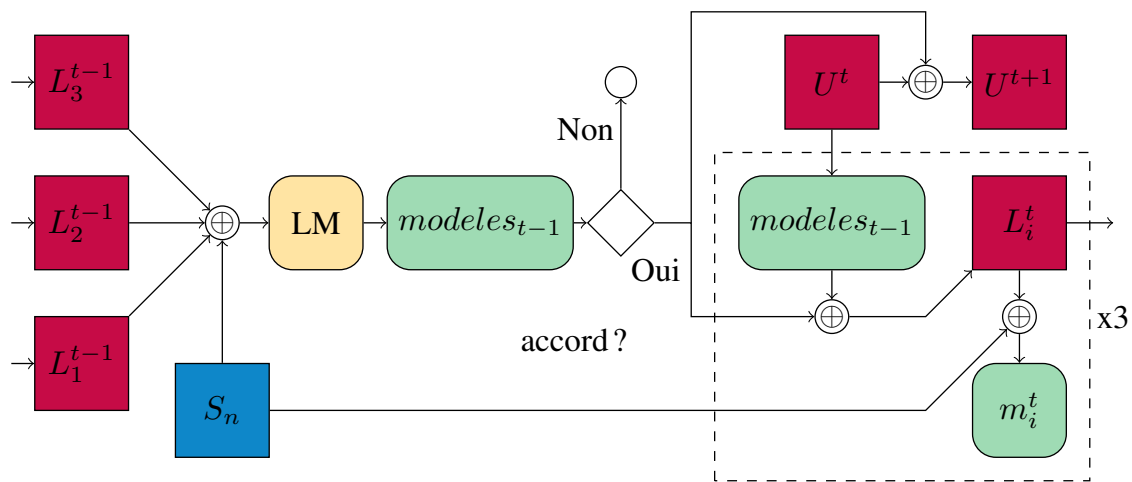 L_3^{t-1}
L_2^{t-1}
L_1^{t-1}
S_n
⊕
LM
modeles_{t-1}
Non
Oui
accord ?
U^t
⊕
U^{t+1}
modeles_{t-1}
⊕
L_i^t
⊕
m_i^t
x3